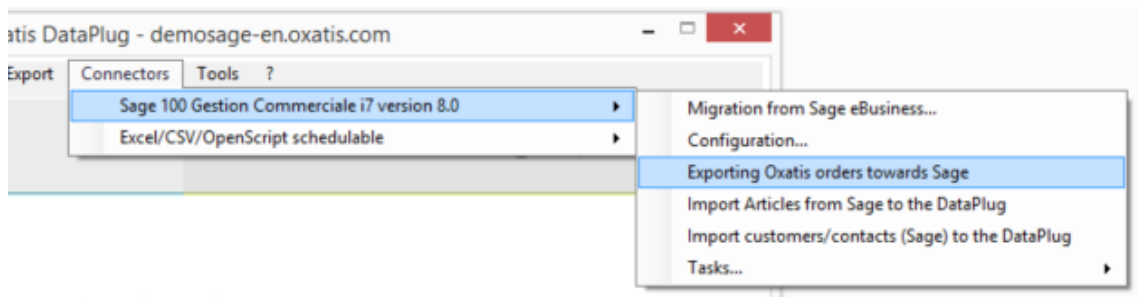 atis DataPlug - demosage-en.oxatis.com
Export Connectors Tools ?
Sage 100 Gestion Commerciale i7 version 8.0
Excel/CSV/OpenScript schedulable
Migration from Sage eBusiness...
Configuration...
Exporting Oxatis orders towards Sage
Import Articles from Sage to the DataPlug
Import customers/contacts (Sage) to the DataPlug
Tasks...